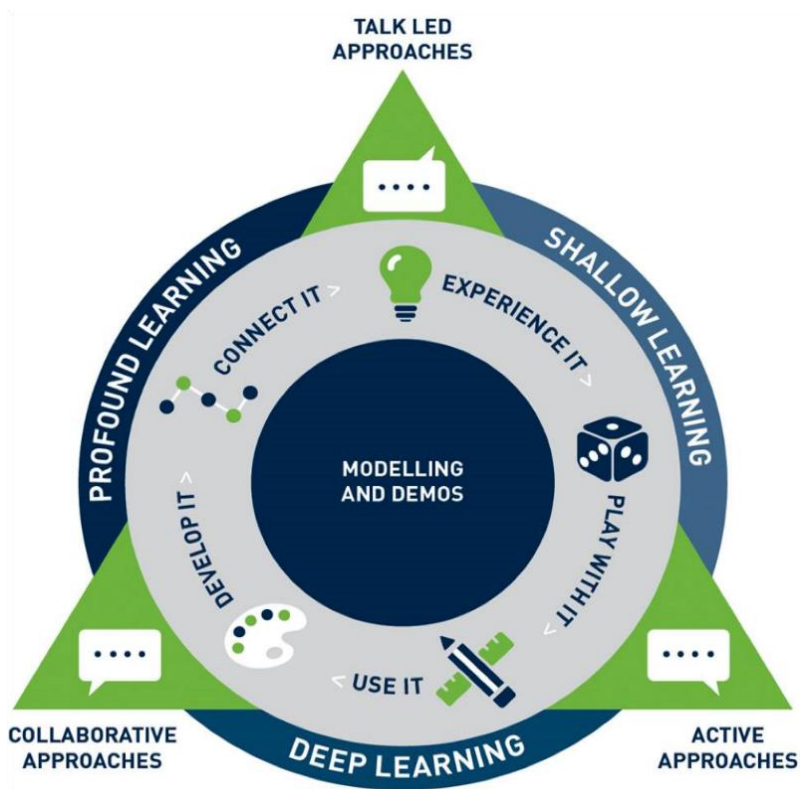 TALK LED
APPROACHES
PROFOUND LEARNING
SHALLOW LEARNING
CONNECT IT >
EXPERIENCE IT >
MODELLING
AND DEMOS
DEVELOP IT >
PLAY WITH IT >
< USE IT
COLLABORATIVE
APPROACHES
DEEP LEARNING
ACTIVE
APPROACHES